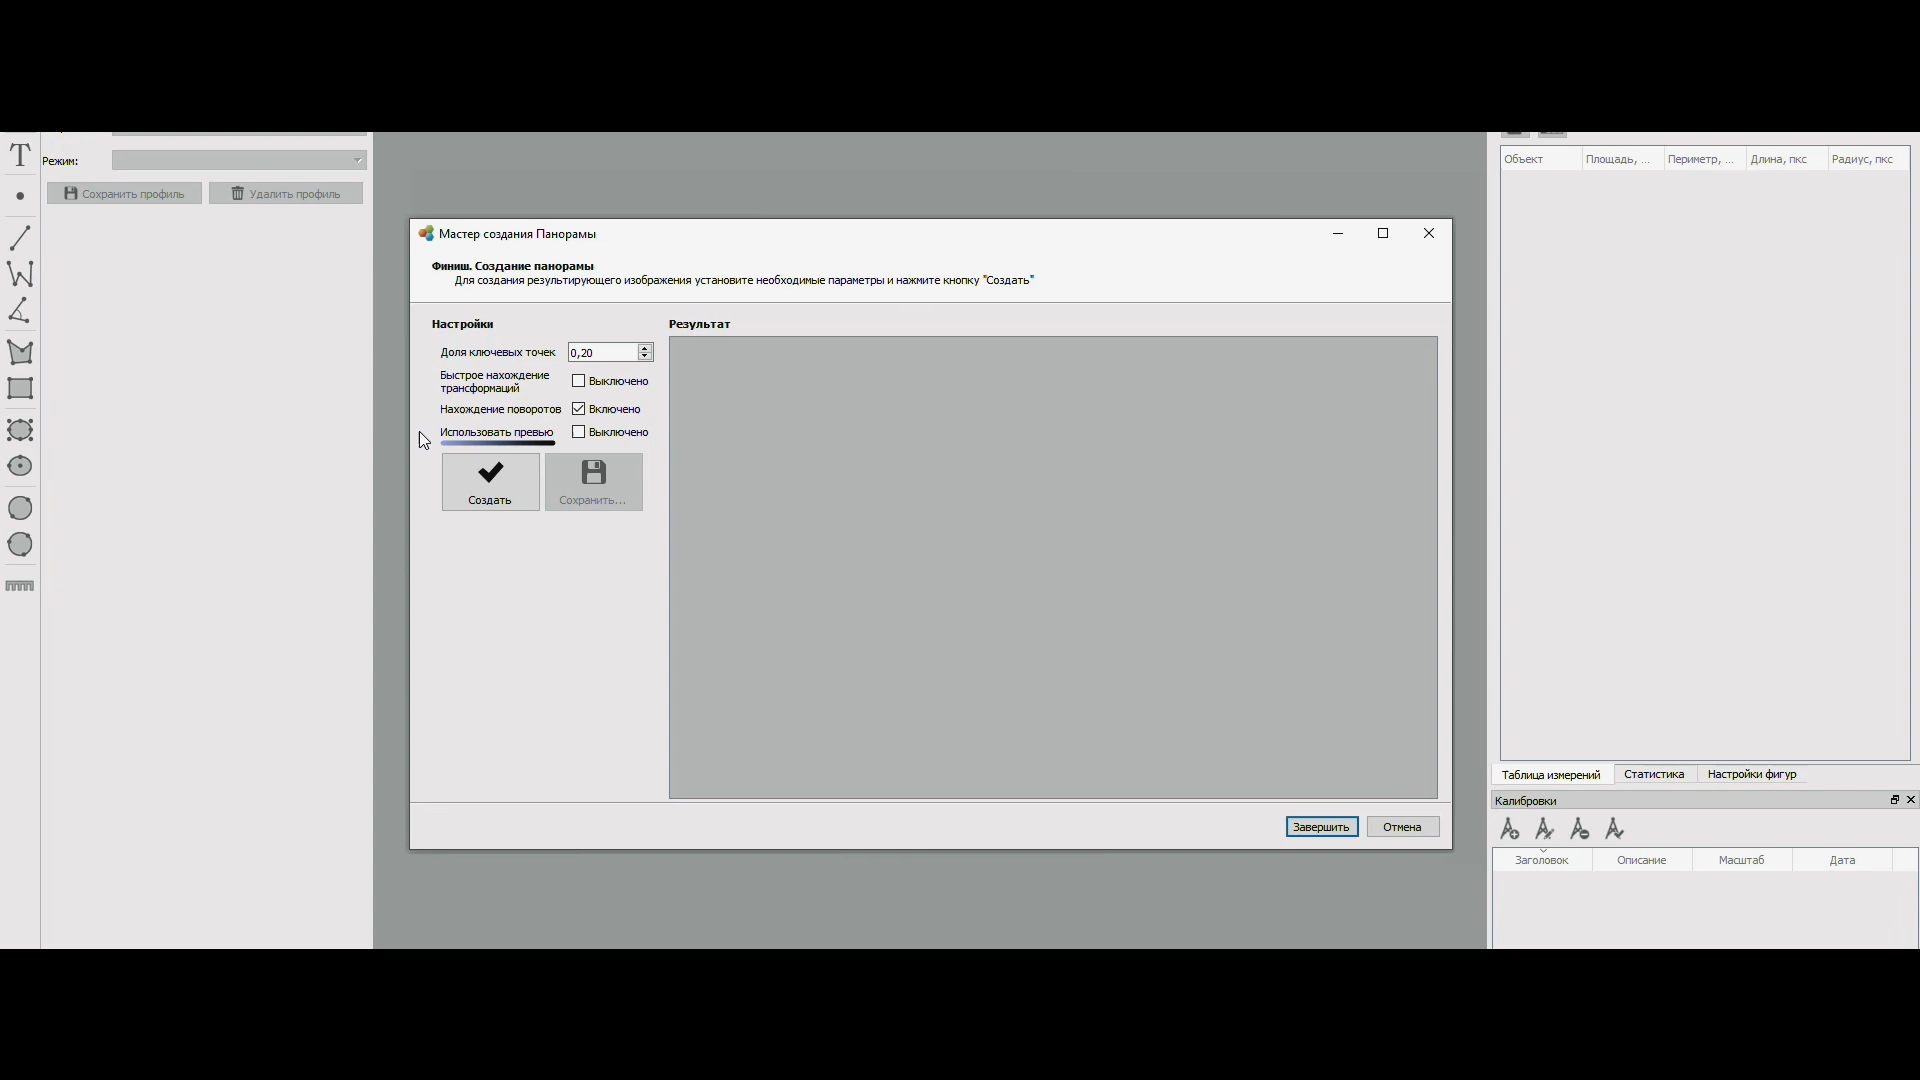 T
Режим:
Сохранить профиль
Удалить профиль
Мастер создания Панорамы
Финиш. Создание панорамы
Для создания результирующего изображения установите необходимые параметры и нажмите кнопку "Создать"
Настройки
Результат
Доля ключевых точек
0,20
Быстрое нахождение
трансформаций
Выключено
Нахождение поворотов
Включено
Использовать превью
Выключено
Создать
Сохранить...
Завершить
Отмена
Объект
Площадь, ...
Периметр, ...
Длина, пкс
Радиус, пкс
Таблица измерений
Статистика
Настройки фигур
Калибровки
Заголовок
Описание
Масштаб
Дата